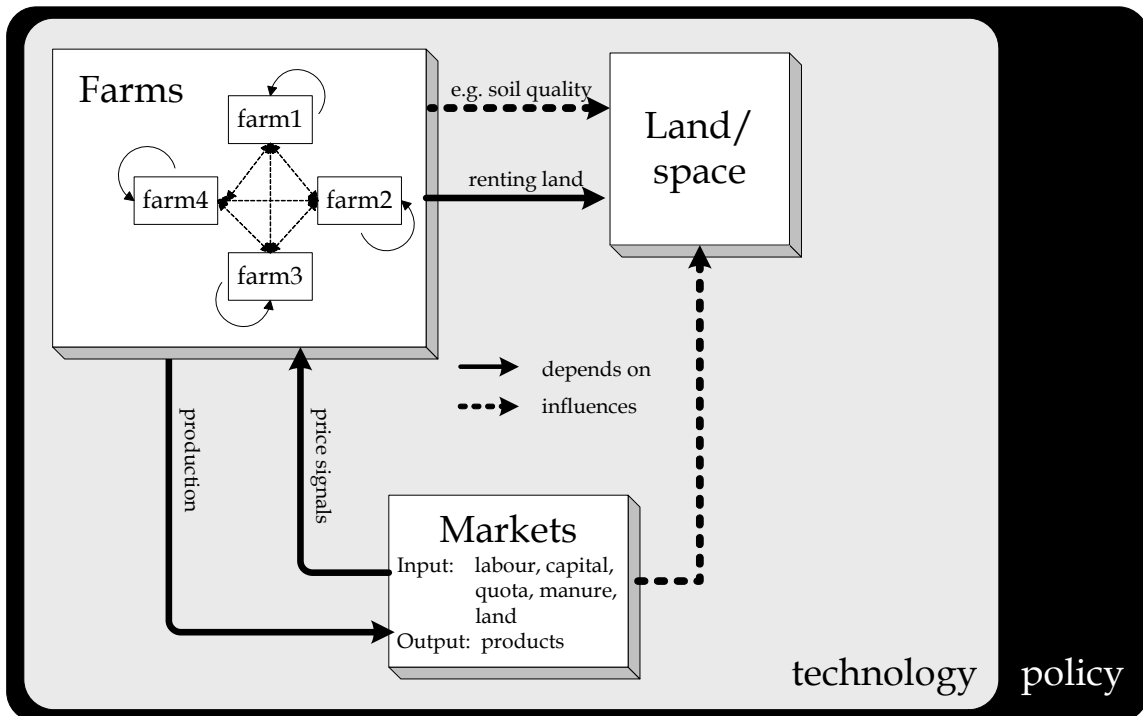 Farms
farm1
farm4
farm2
farm3
e.g. soil quality
renting land
Land/
space
depends on
influences
production
price signals
Markets
Input: labour, capital,
quota, manure,
land
Output: products
technology
policy